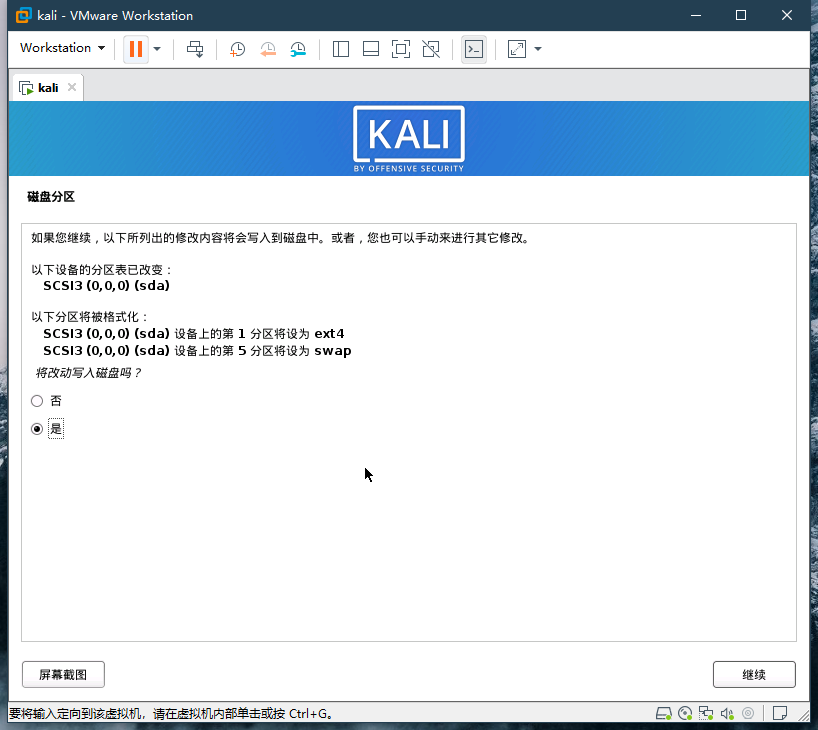 kali - VMware Workstation
Workstation
kali
KALI
BY OFFENSIVE SECURITY
磁盘分区
如果您继续，以下所列出的修改内容将会写入到磁盘中。或者，您也可以手动来进行其它修改。
以下设备的分区表已改变：
SCSI3 (0,0,0) (sda)
以下分区将被格式化：
SCSI3 (0,0,0) (sda) 设备上的第 1 分区将设为 ext4
SCSI3 (0,0,0) (sda) 设备上的第 5 分区将设为 swap
将改动写入磁盘吗？
否
是
屏幕截图
继续
要将输入定向到该虚拟机，请在虚拟机内部单击或按 Ctrl+G。